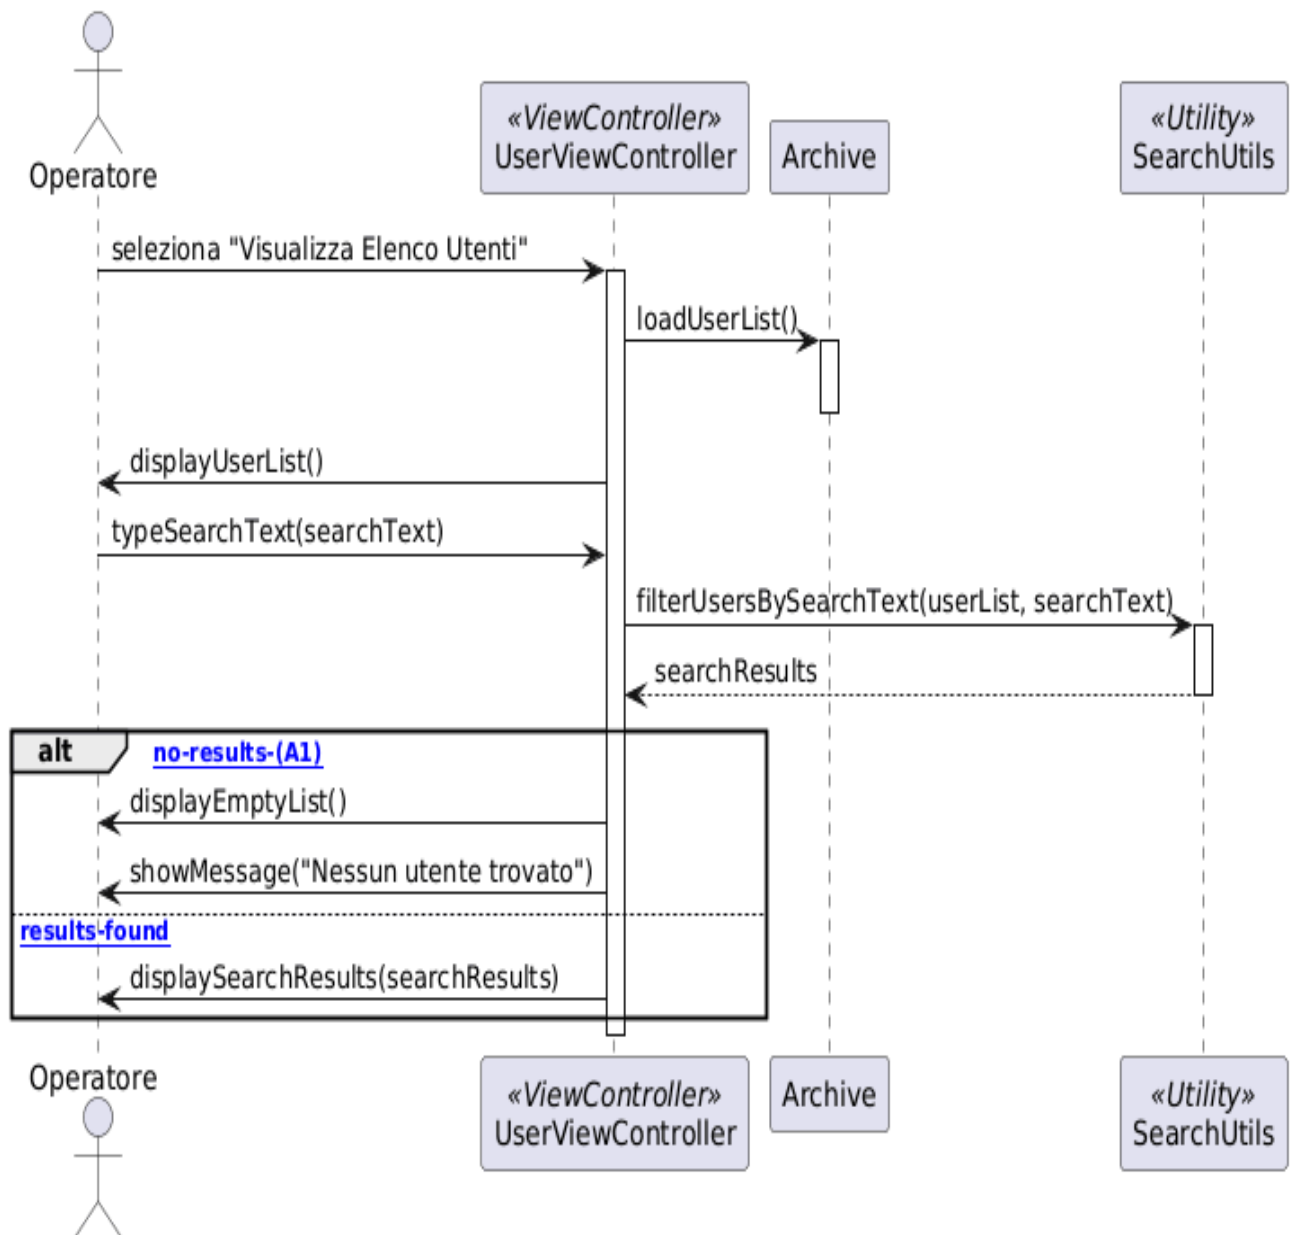 Operatore
«ViewController»
UserViewController
Archive
«Utility»
SearchUtils
seleziona "Visualizza Elenco Utenti"
loadUserList()
displayUserList()
typeSearchText(searchText)
filterUsersBySearchText(userList, searchText)
searchResults
alt
no-results-(A1)
displayEmptyList()
showMessage("Nessun utente trovato")
results-found
displaySearchResults(searchResults)
Operatore
«ViewController»
UserViewController
Archive
«Utility»
SearchUtils